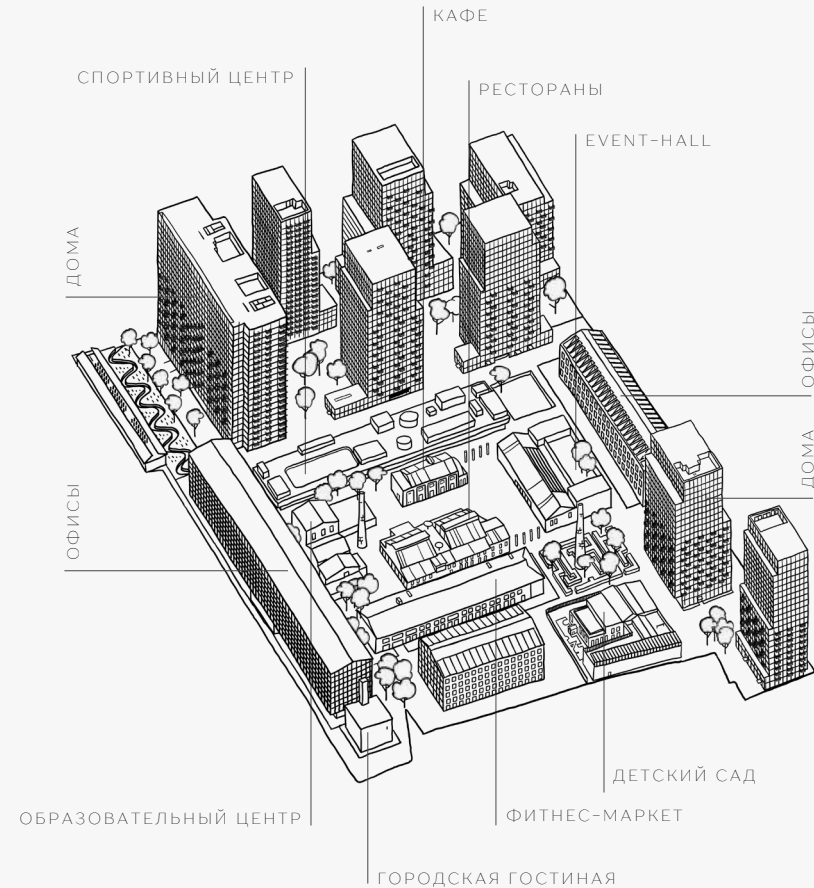 КАФЕ
СПОРТИВНЫЙ ЦЕНТР
РЕСТОРАНЫ
EVENT-HALL
ДОМА
ОФИСЫ
ДОМА
ОФИСЫ
ДЕТСКИЙ САД
ФИТНЕС-МАРКЕТ
ОБРАЗОВАТЕЛЬНЫЙ ЦЕНТР
ГОРОДСКАЯ ГОСТИНАЯ